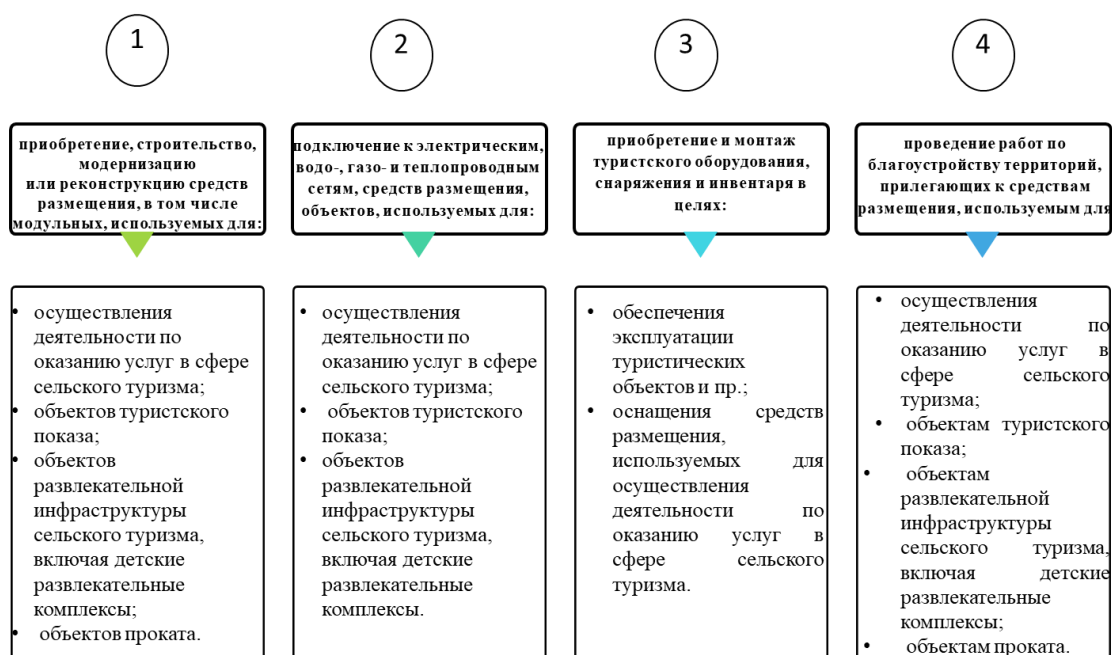 1
приобретение, строительство,
модернизацию
или реконструкцию средств
размещения, в том числе
модульных, используемых для:
• осуществления
деятельности по
оказанию услуг в сфере
сельского туризма;
• объектов туристского
показа;
• объектов
развлекательной
инфраструктуры
сельского туризма,
включая детские
развлекательные
комплексы;
• объектов проката.
2
подключение к электрическим,
водо-, газо- и теплопроводным
сетям, средств размещения,
объектов, используемых для:
• осуществления
деятельности по
оказанию услуг в сфере
сельского туризма;
• объектов туристского
показа;
• объектов
развлекательной
инфраструктуры
сельского туризма,
включая детские
развлекательные
комплексы.
3
приобретение и монтаж
туристского оборудования,
снаряжения и инвентаря в
целях:
• обеспечения
эксплуатации
туристических
объектов и пр.;
• оснащения средств
размещения,
используемых для
осуществления
деятельности по
оказанию услуг в
сфере сельского
туризма.
4
проведение работ по
благоустройству территорий,
прилегающих к средствам
размещения, используемым для
• осуществления
деятельности по
оказанию услуг в
сфере сельского
туризма;
• объектам туристского
показа;
• объектам
развлекательной
инфраструктуры
сельского туризма,
включая детские
развлекательные
комплексы;
• объектам проката.